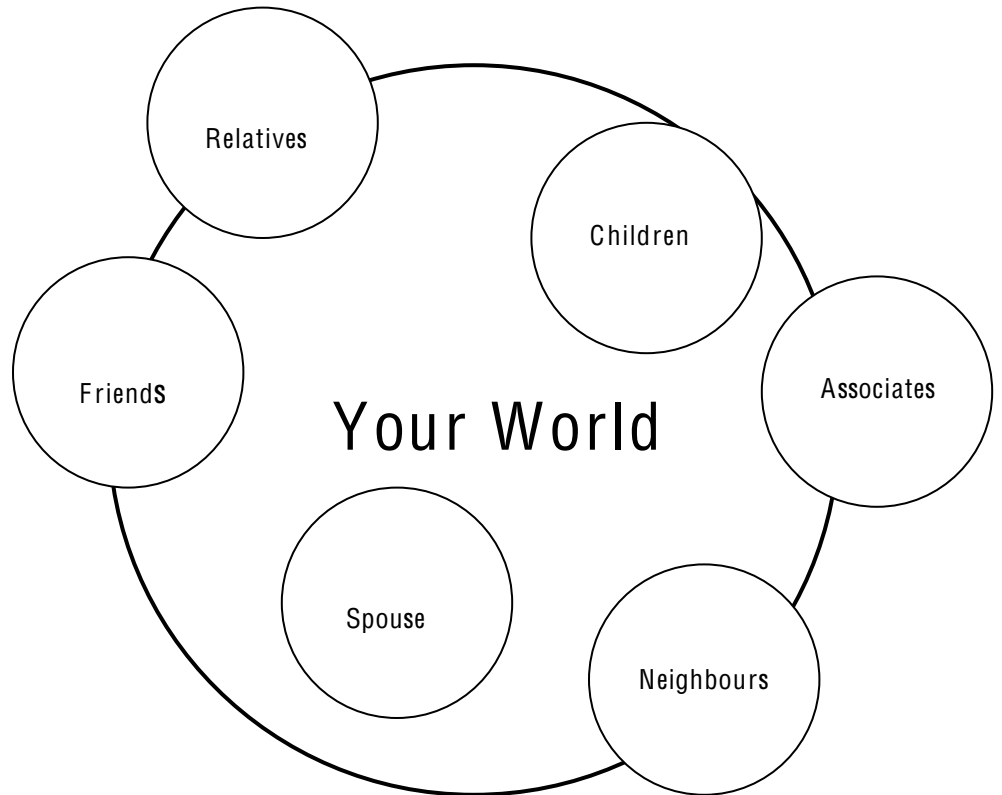 Relatives
Children
Friends
Associates
Your World
Spouse
Neighbours